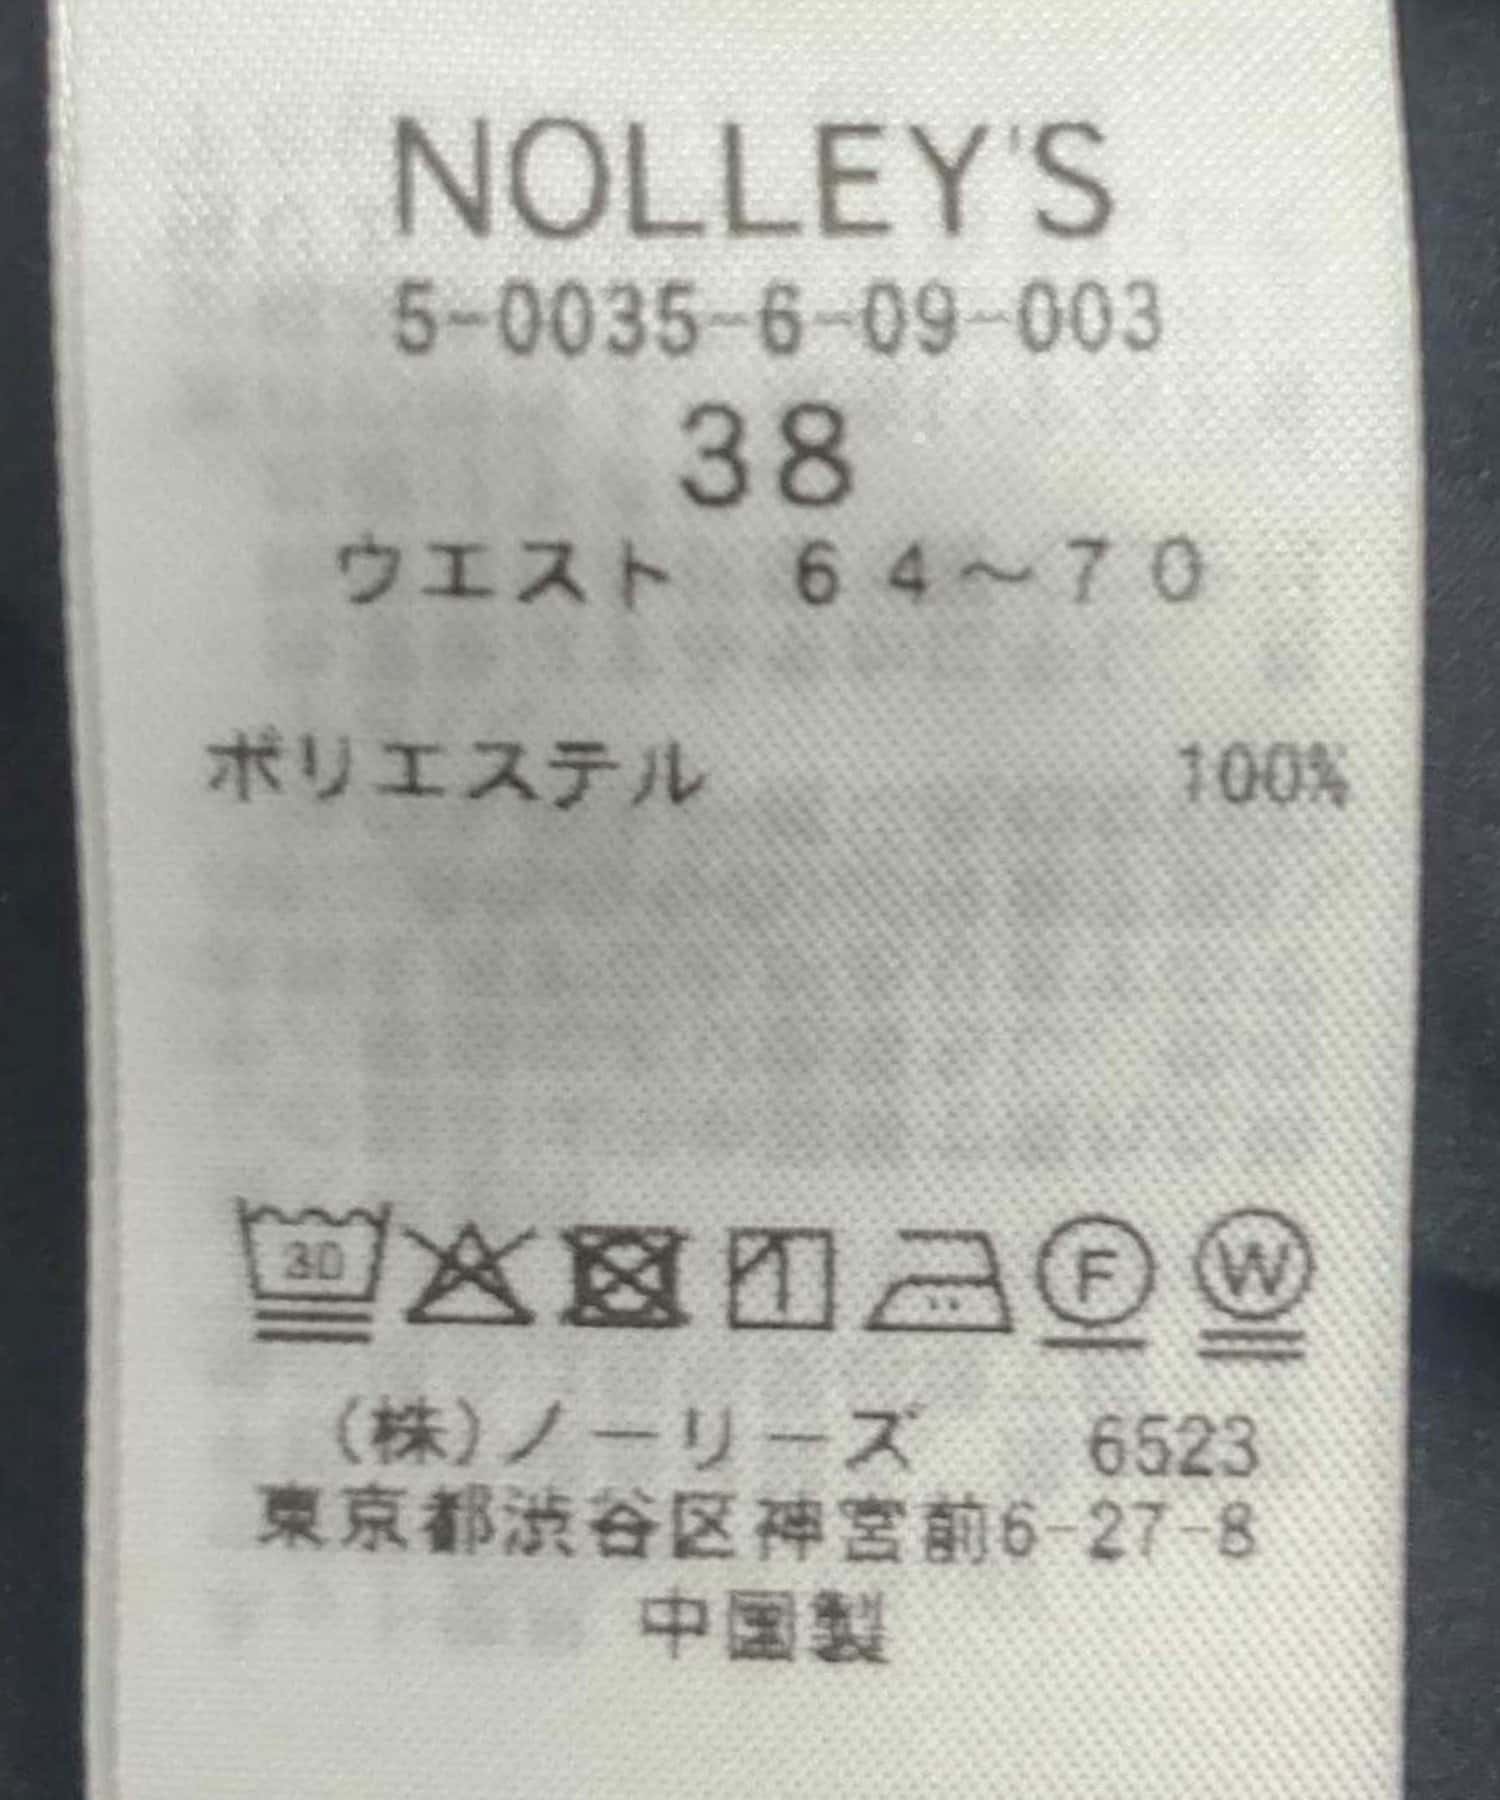 NOLLEY'S
5-0035-6-09-003
38
ウエスト 64～70
ポリエステル 100%
30
F W
(株)ノーリーズ 6523
東京都渋谷区神宮前6-27-8
中国製